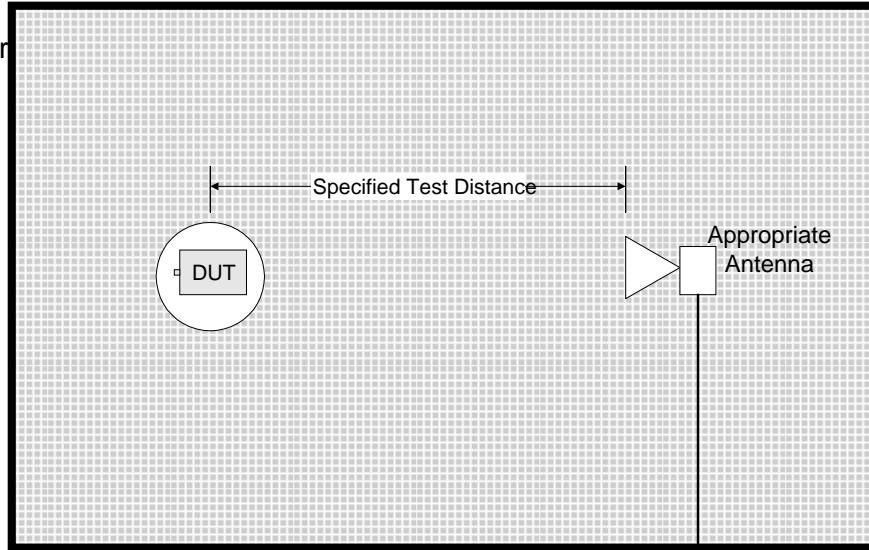 r
Specified Test Distance
Appropriate
Antenna
DUT